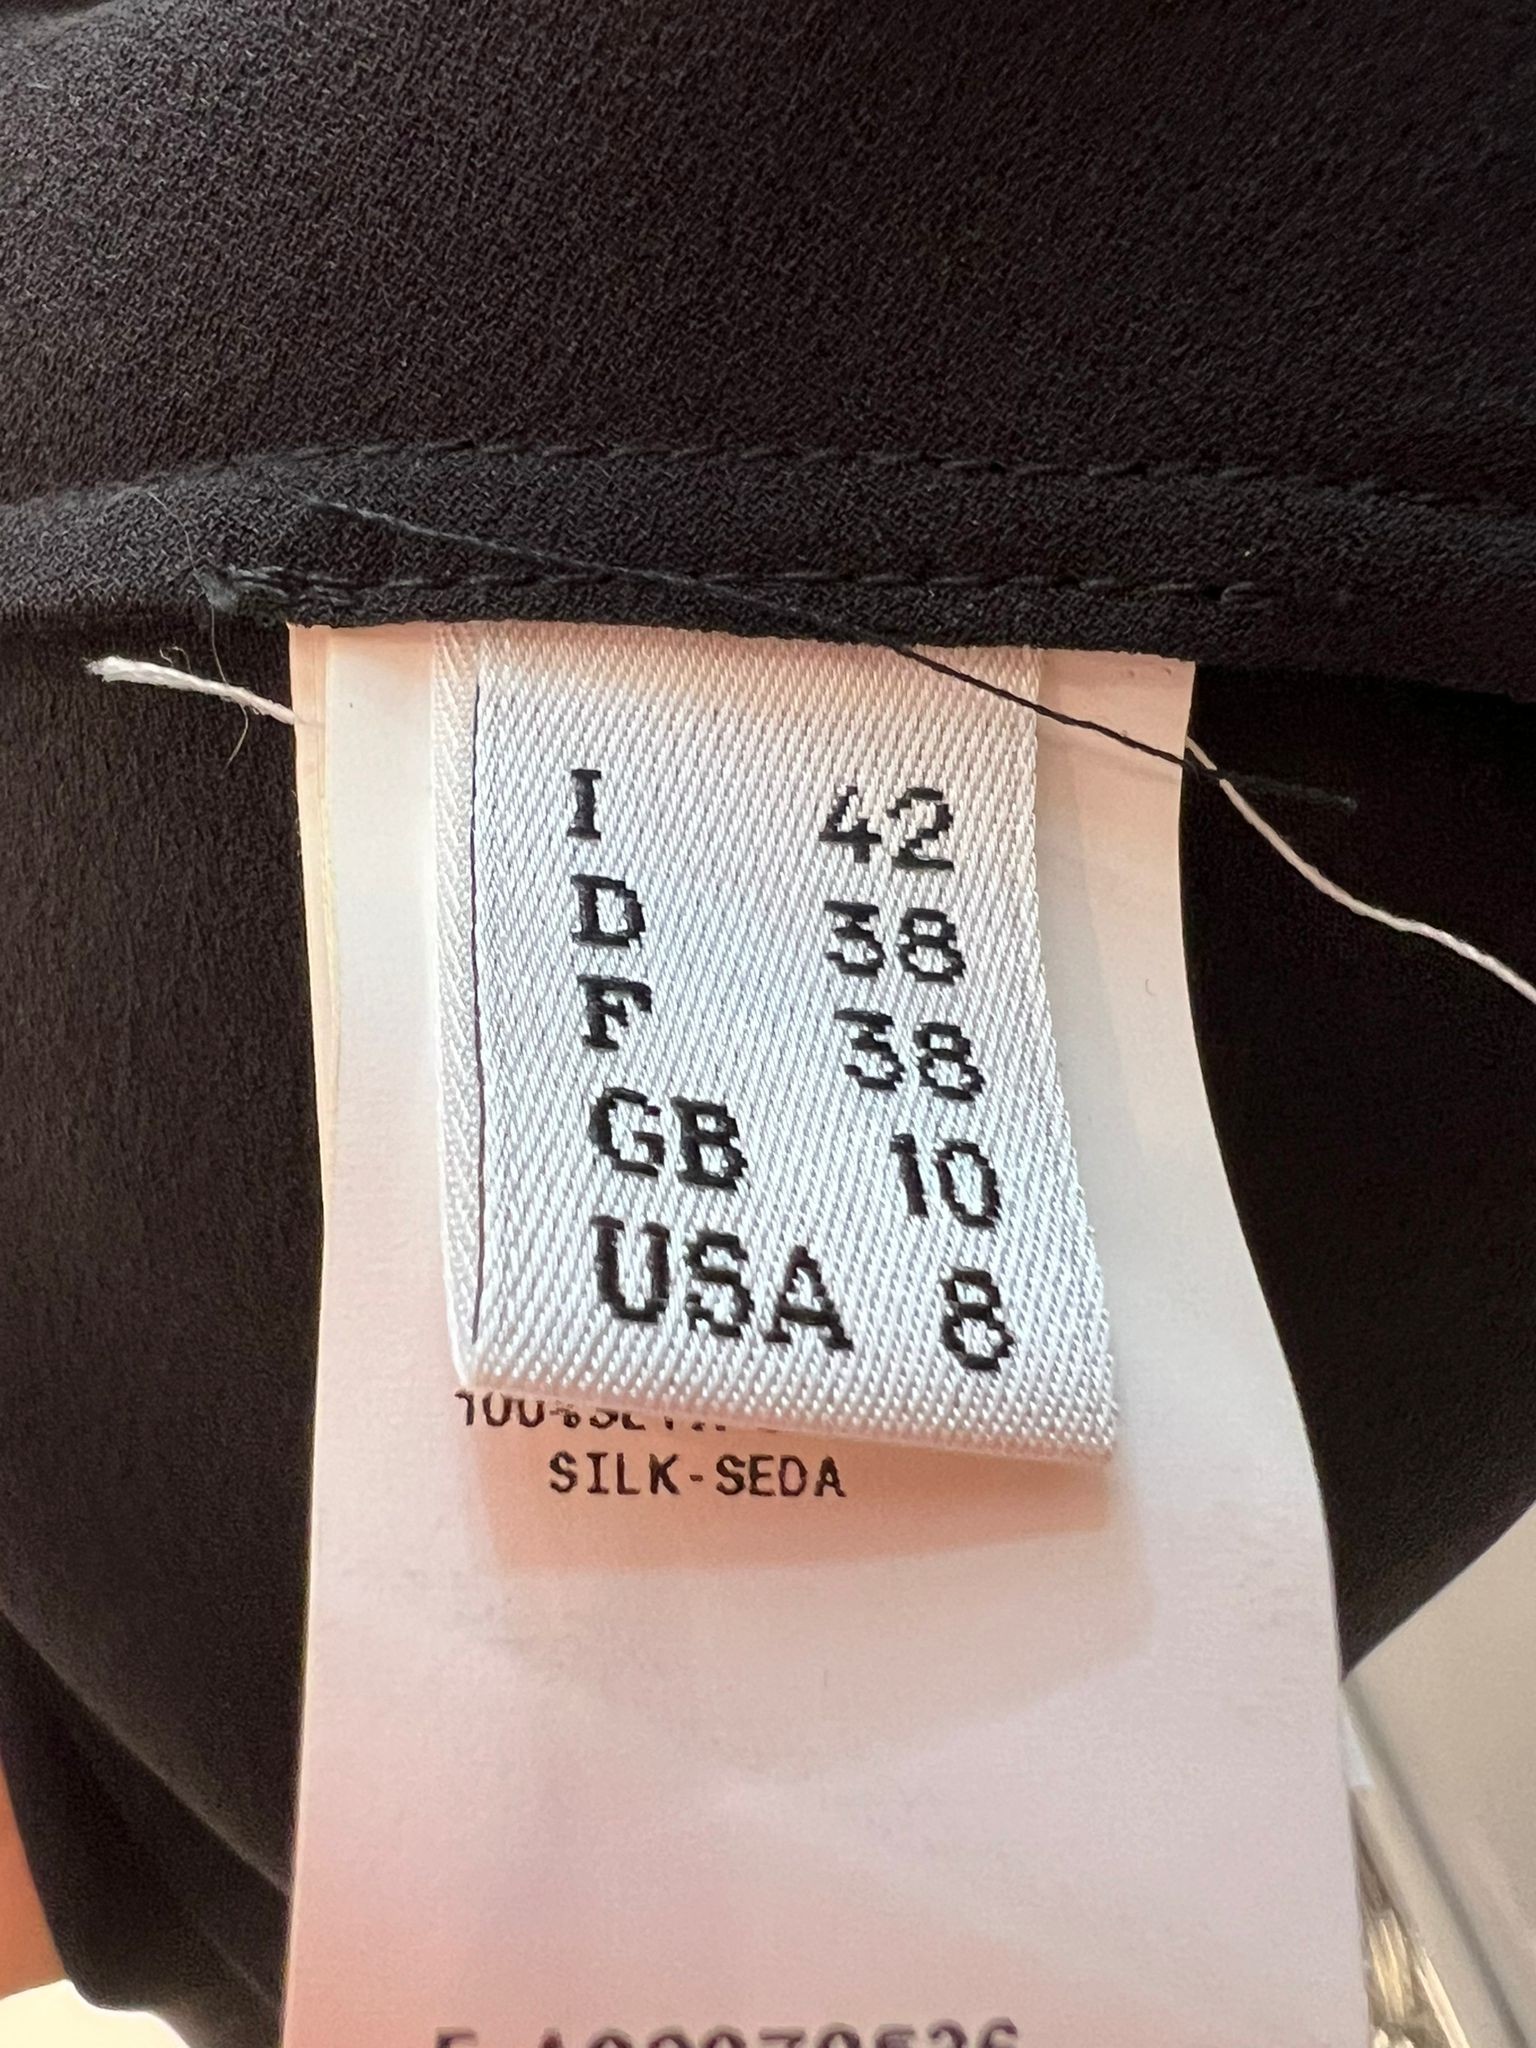 I 42
D 38
F 38
GB 10
USA 8
SILK-SEDA